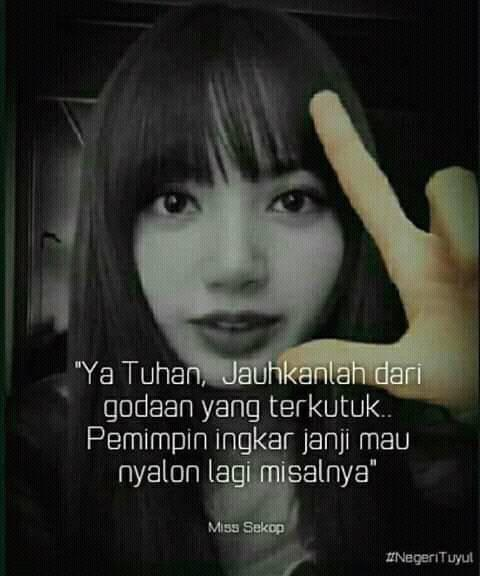 "Ya Tuhan, Jauhkanlah dari
godaan yang terkutuk..
Pemimpin ingkar janji mau
nyalon lagi misalnya"
Miss Sekop
#NegeriTuyul